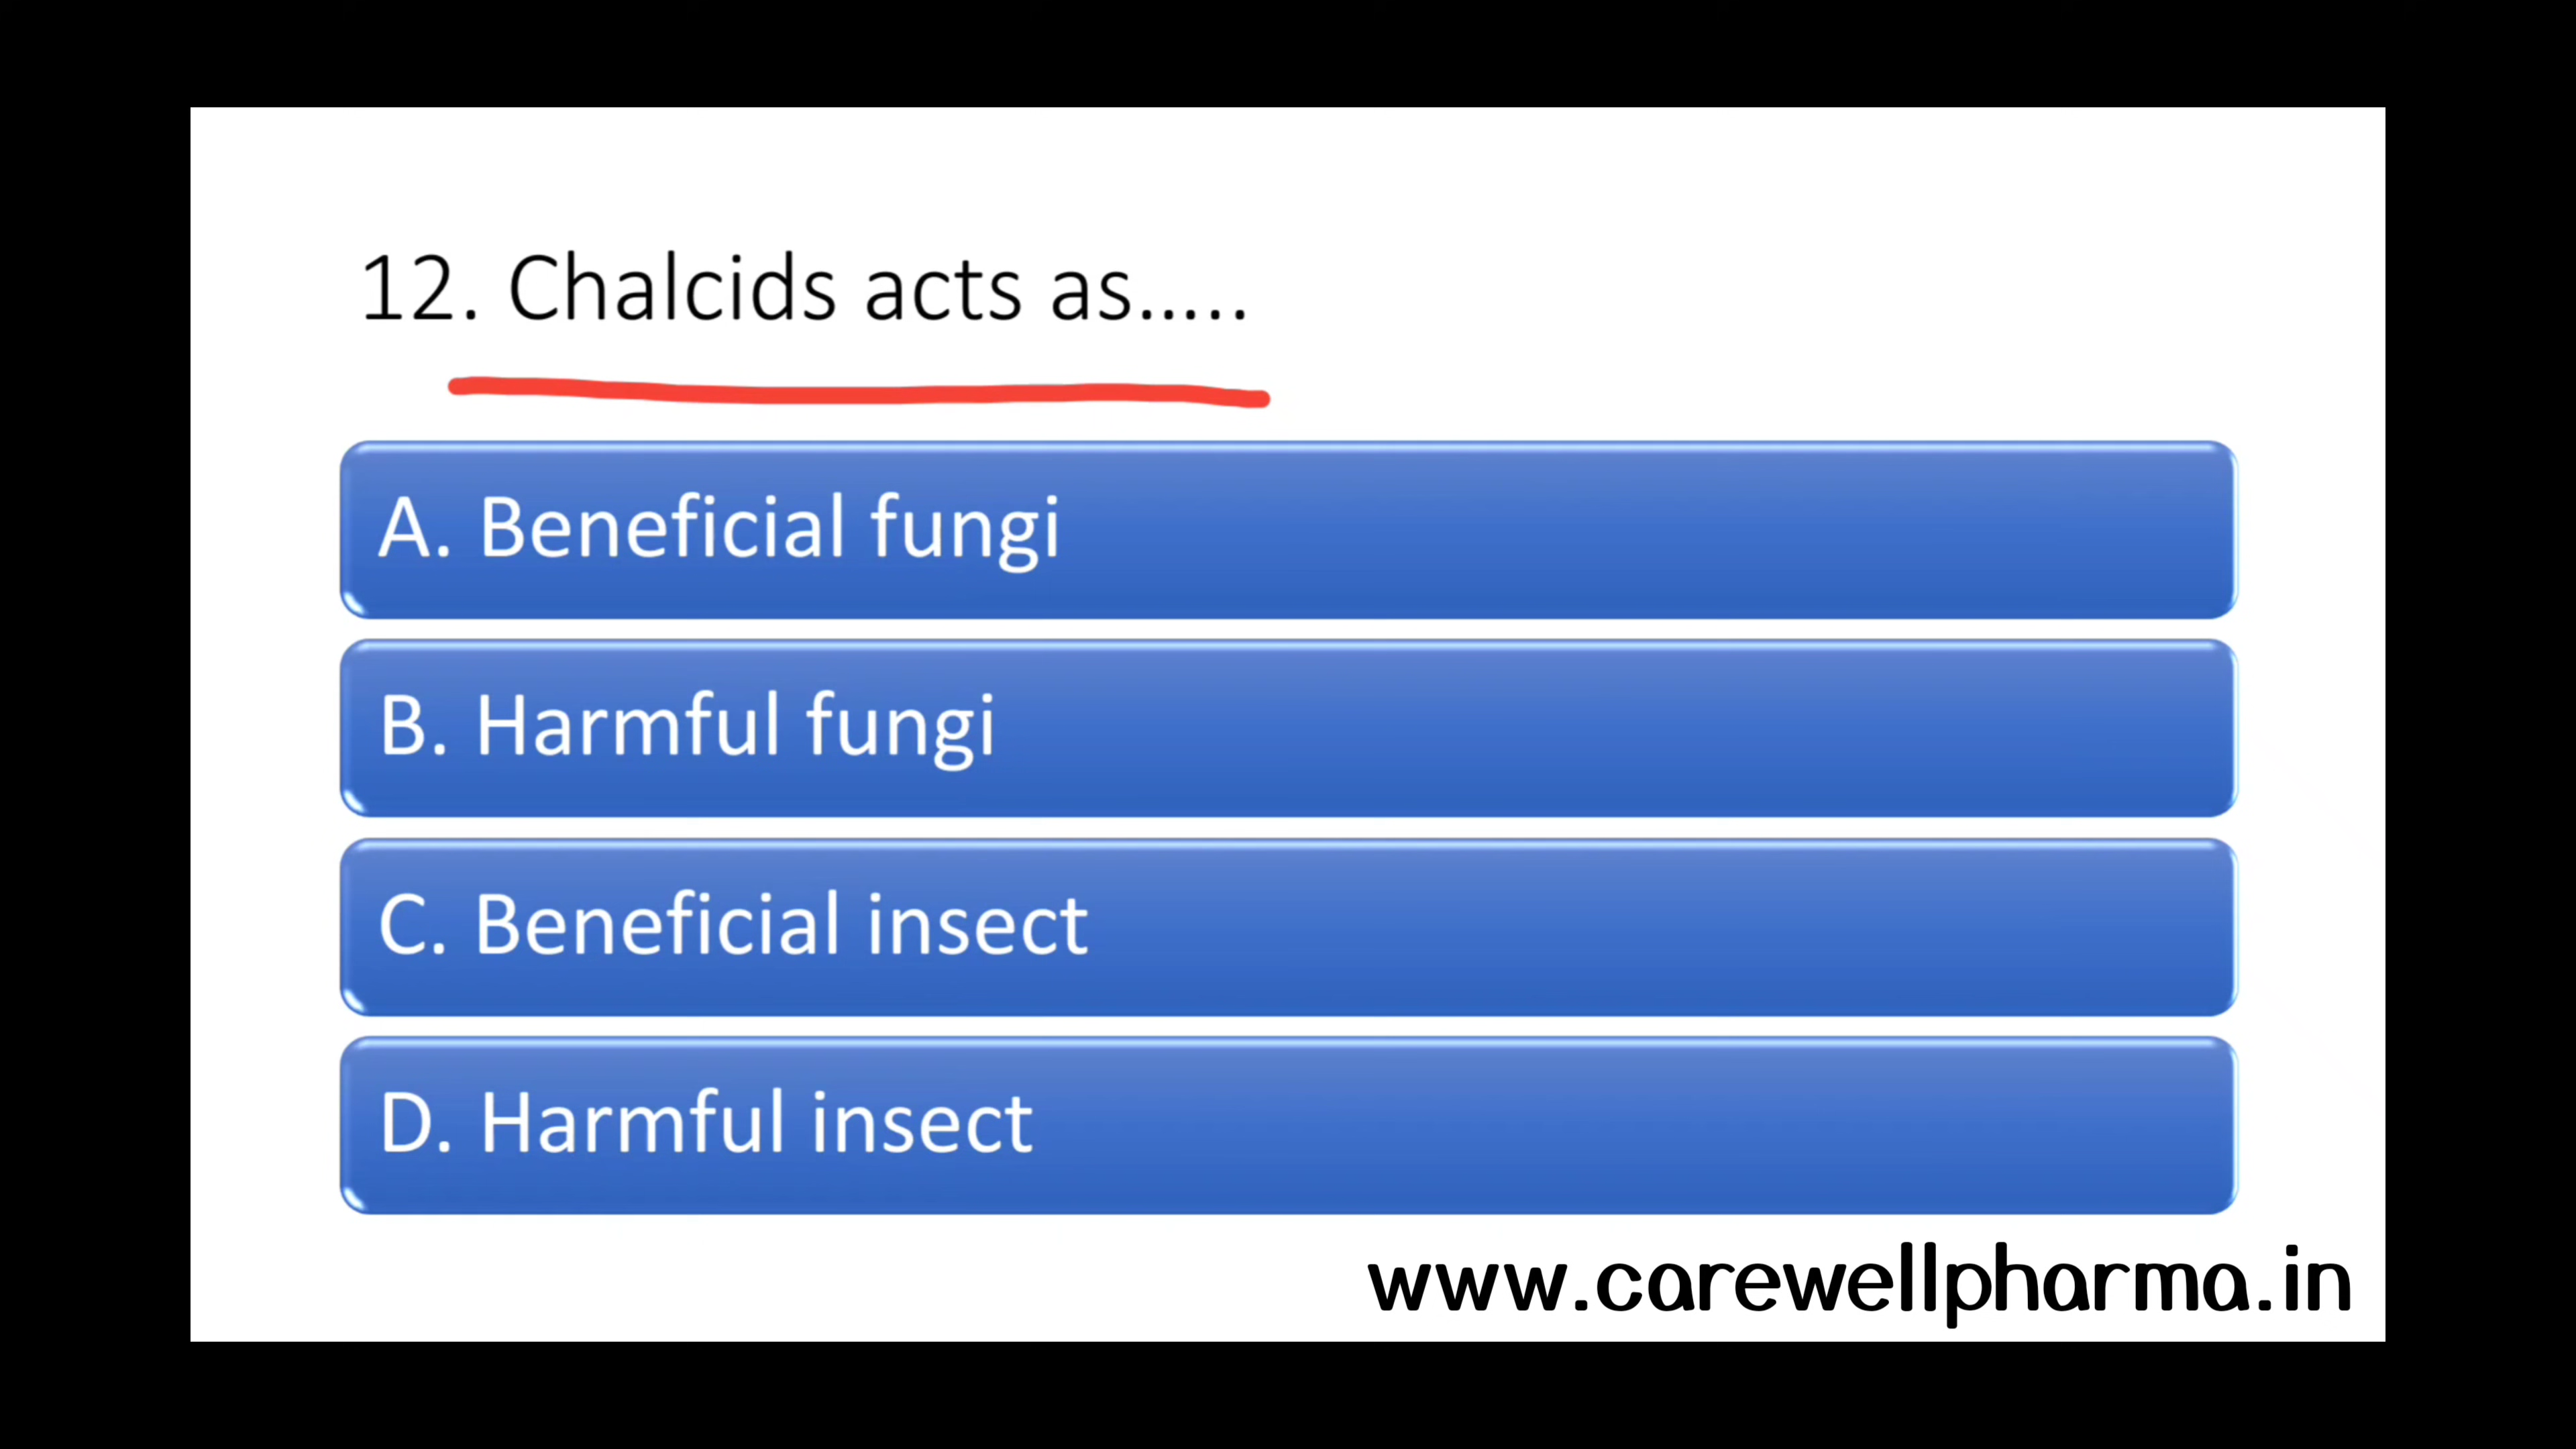 12. Chalcids acts as.....
A. Beneficial fungi
B. Harmful fungi
C. Beneficial insect
D. Harmful insect
www.carewellpharma.in